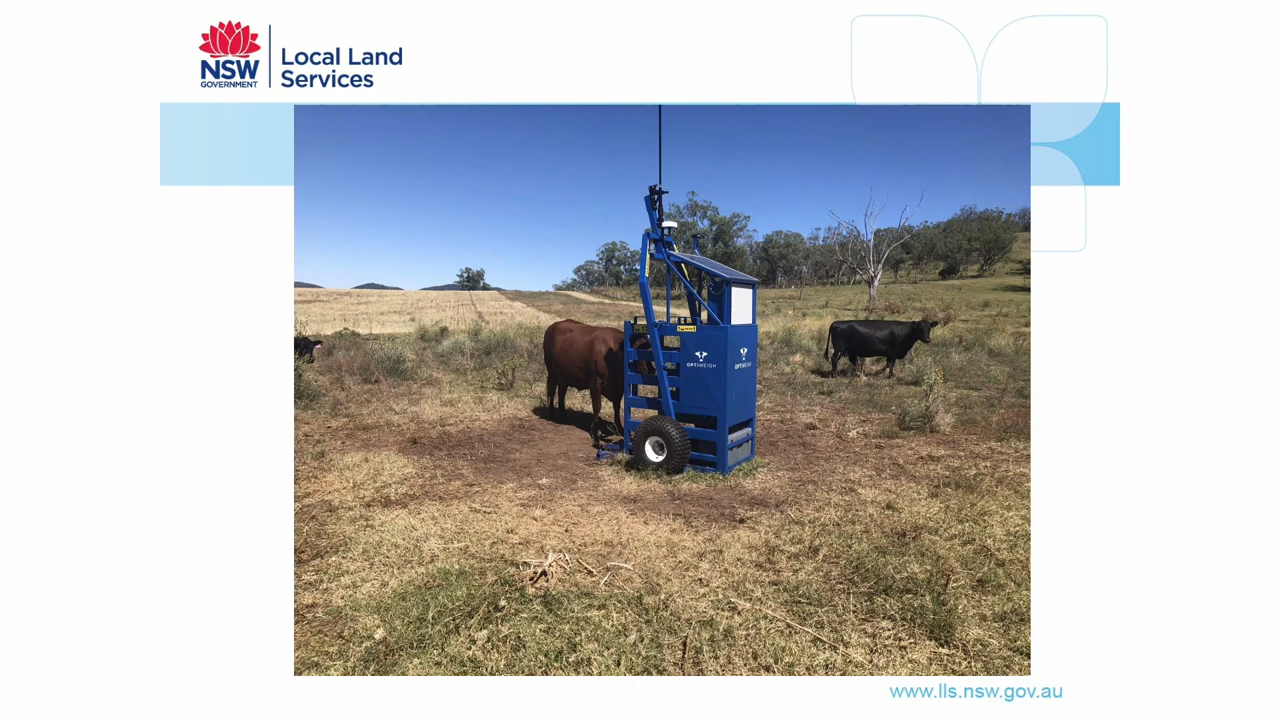 NSW
GOVERNMENT
Local Land
Services
OPTIWEIGH
OPTIWEIGH
www.lls.nsw.gov.au